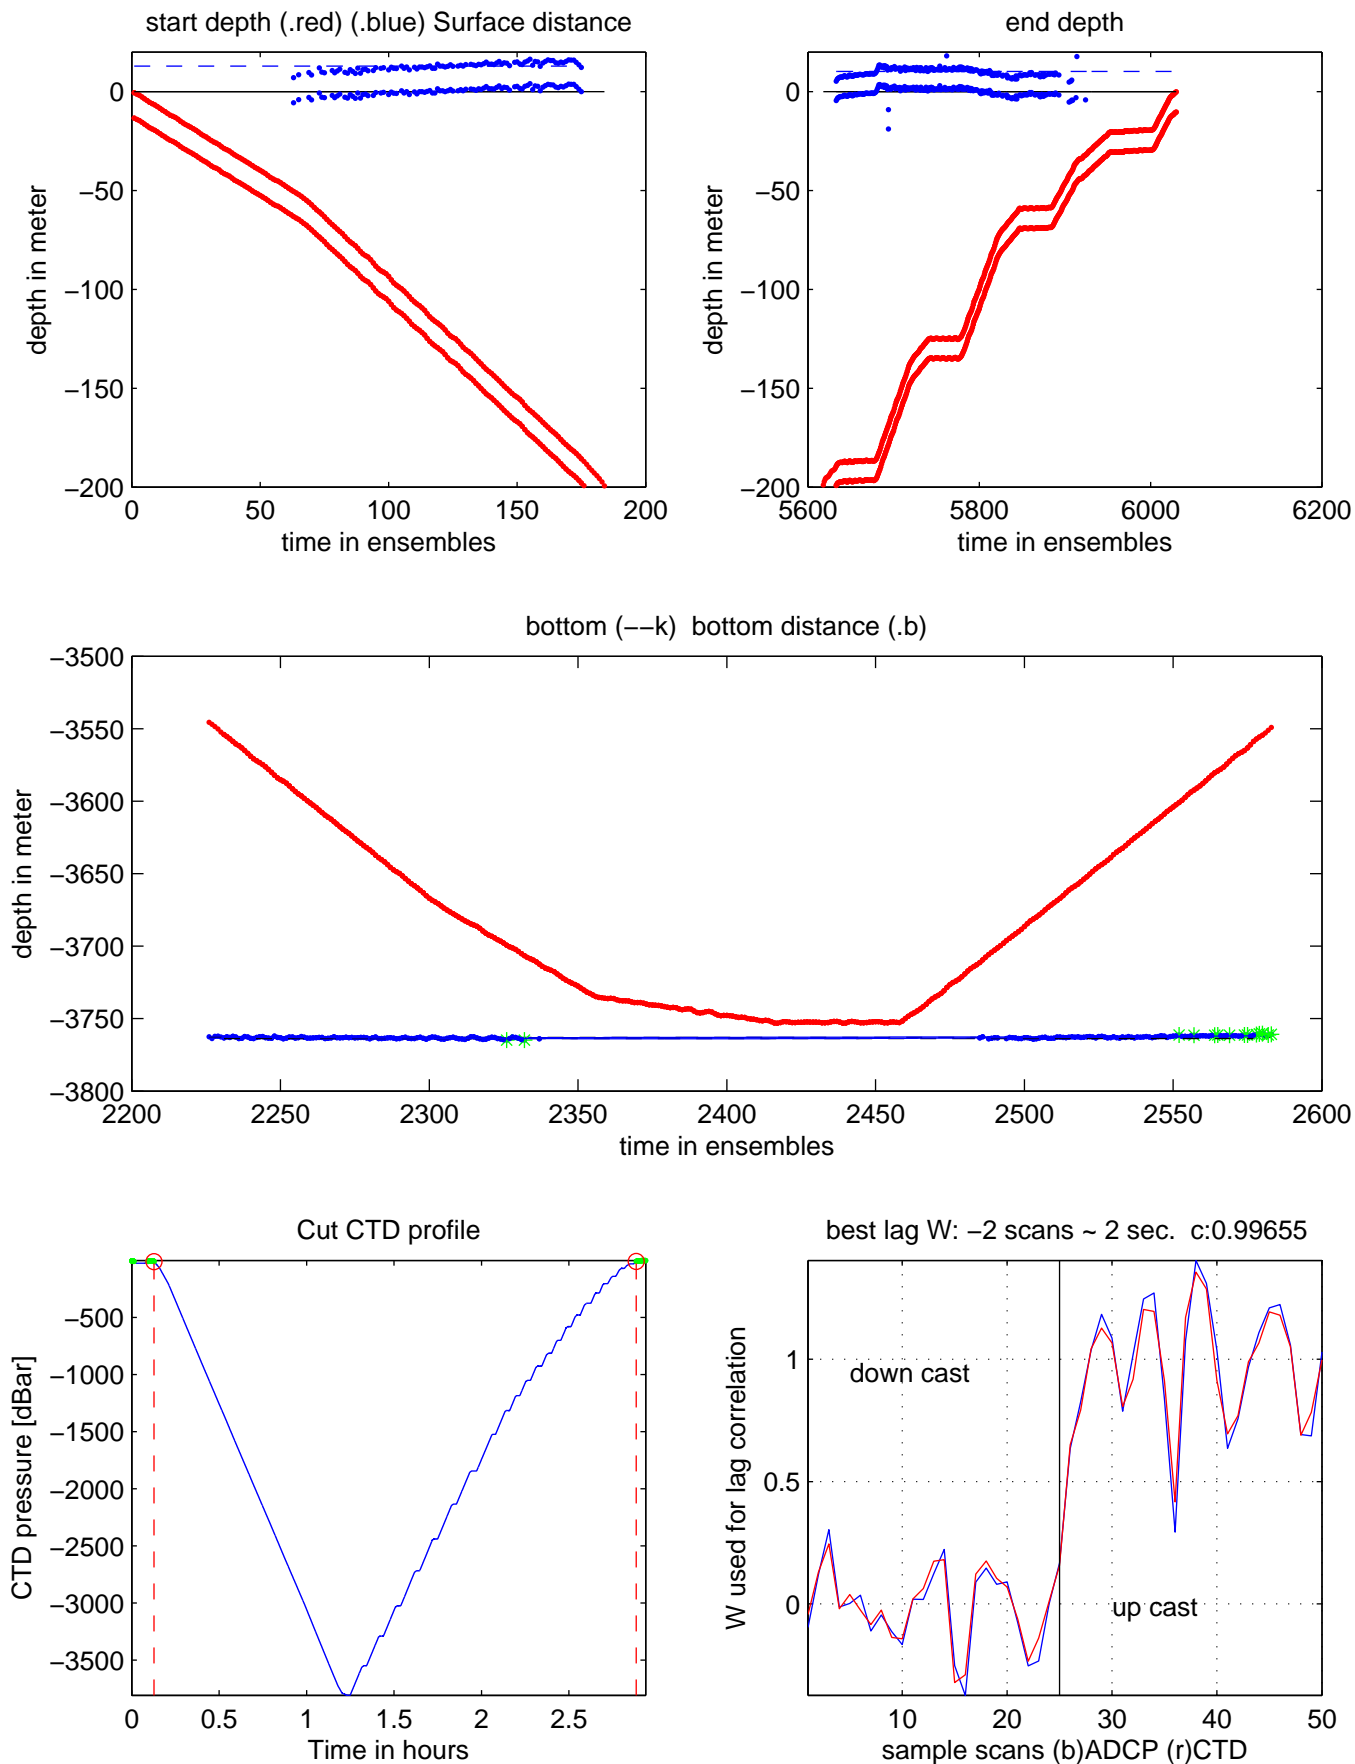 start depth (.red) (.blue) Surface distance
0
−50
−100
−150
−200
depth in meter
0 50 100 150 200
time in ensembles
end depth
0
−50
−100
−150
−200
depth in meter
5600 5800 6000 6200
time in ensembles
bottom (−−k)  bottom distance (.b)
−3500
−3550
−3600
−3650
−3700
−3750
−3800
depth in meter
2200 2250 2300 2350 2400 2450 2500 2550 2600
time in ensembles
Cut CTD profile
−500
−1000
−1500
−2000
−2500
−3000
−3500
CTD pressure [dBar]
0 0.5 1 1.5 2 2.5
Time in hours
best lag W: −2 scans ~ 2 sec.  c:0.99655
1
0.5
0
W used for lag correlation
down cast
up cast
10 20 30 40 50
sample scans (b)ADCP (r)CTD